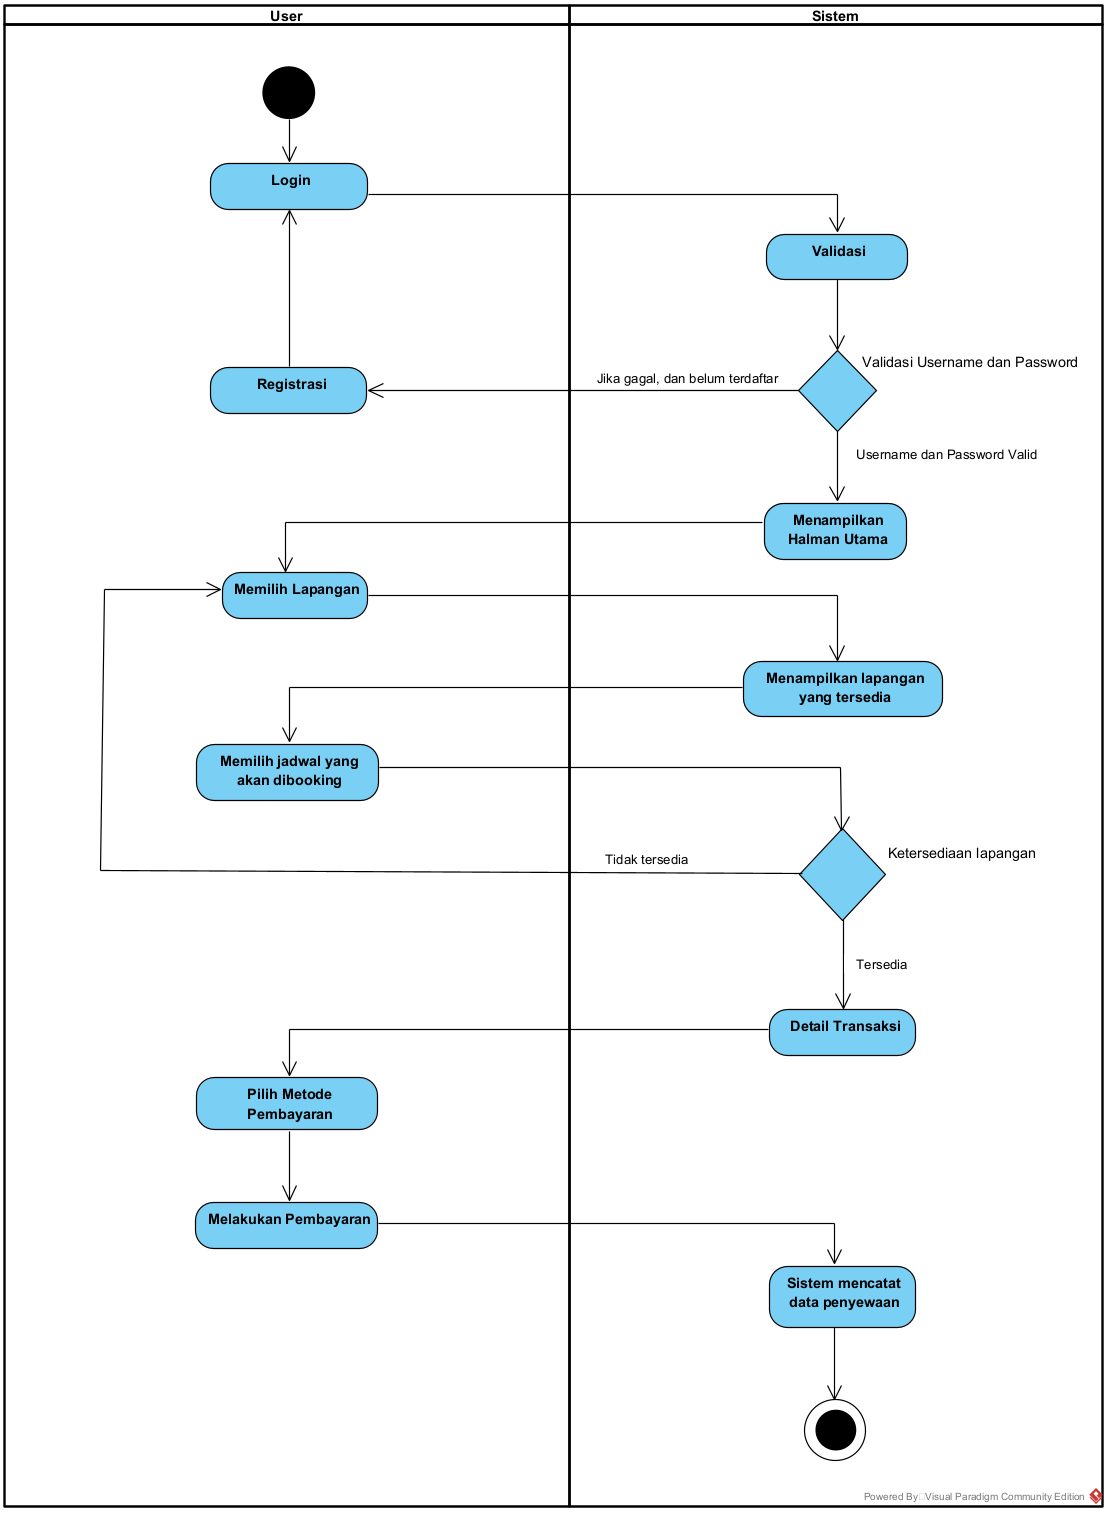 User
Sistem
Login
Validasi
Validasi Username dan Password
Jika gagal, dan belum terdaftar
Registrasi
Username dan Password Valid
Menampilkan
Halman Utama
Memilih Lapangan
Menampilkan lapangan
yang tersedia
Memilih jadwal yang
akan dibooking
Ketersediaan lapangan
Tidak tersedia
Tersedia
Detail Transaksi
Pilih Metode
Pembayaran
Melakukan Pembayaran
Sistem mencatat
data penyewaan
Powered By Visual Paradigm Community Edition